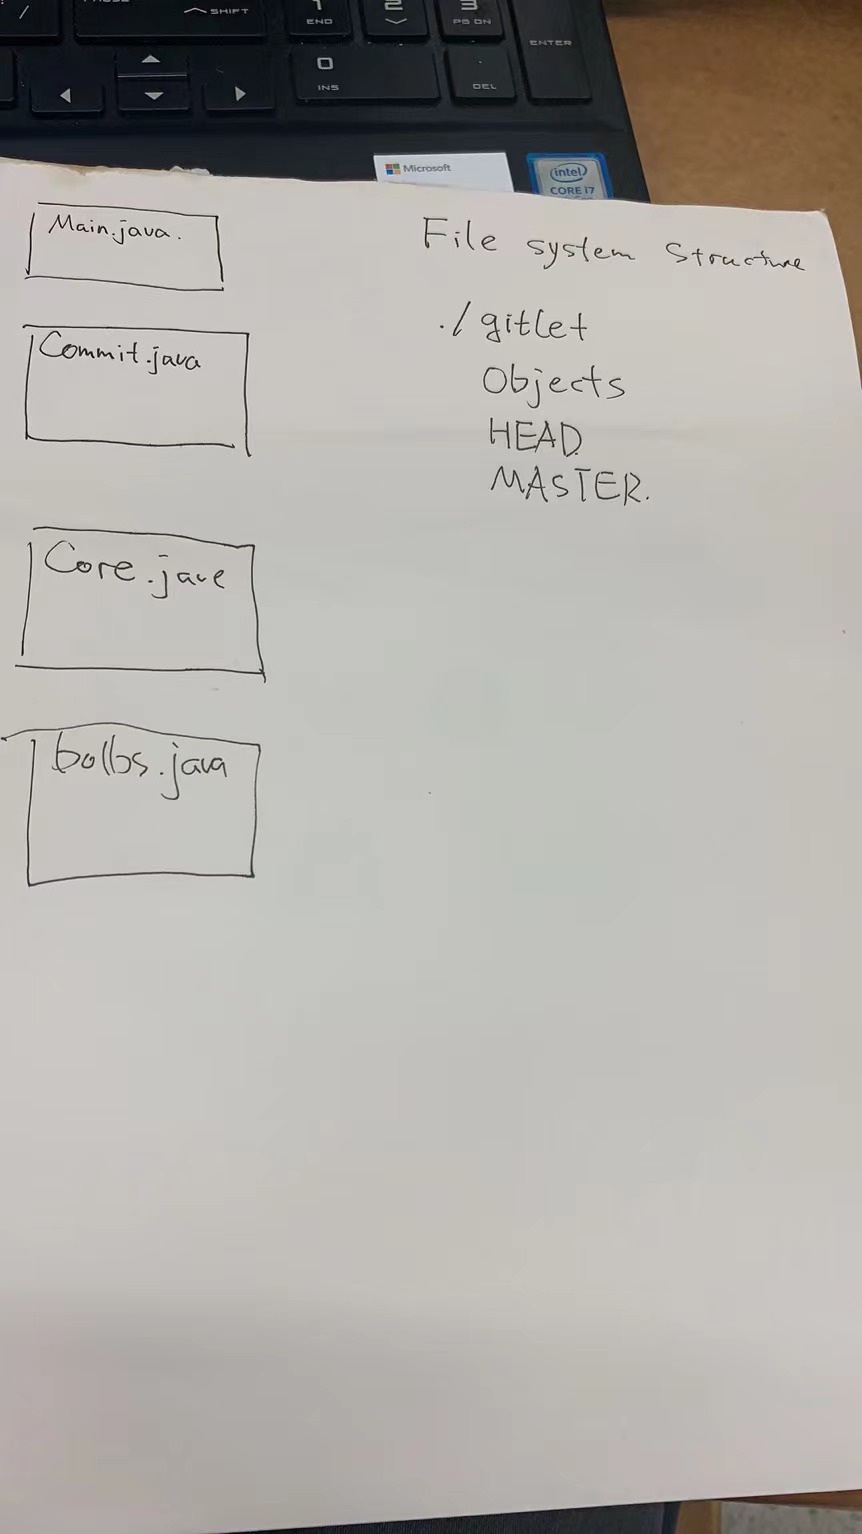 /
SHIFT
1
END
2
3
PG DN
ENTER
0
INS
.
DEL
Microsoft
intel
CORE i7
Main.java.
Commit.java
Core.jave
bolbs.java
File system Structure
./gitlet
Objects
HEAD
MASTER.